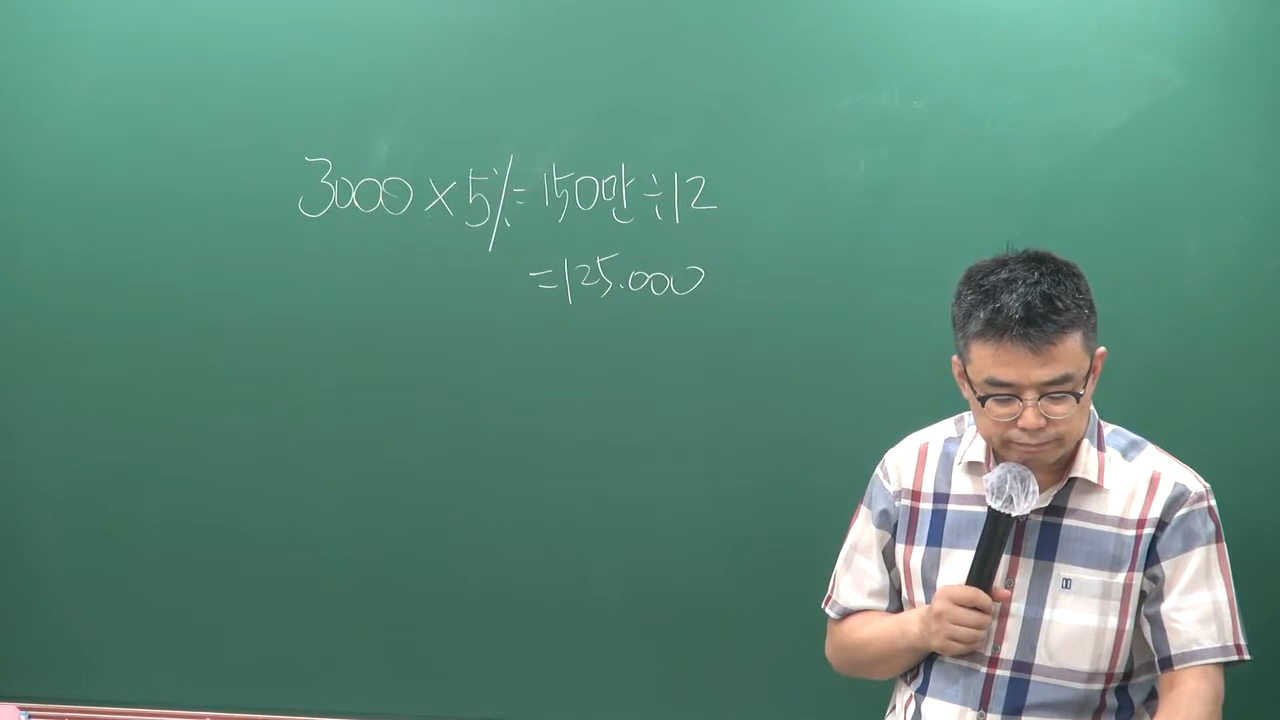 3000 × 5% = 150만 ÷ 12
= 125.000